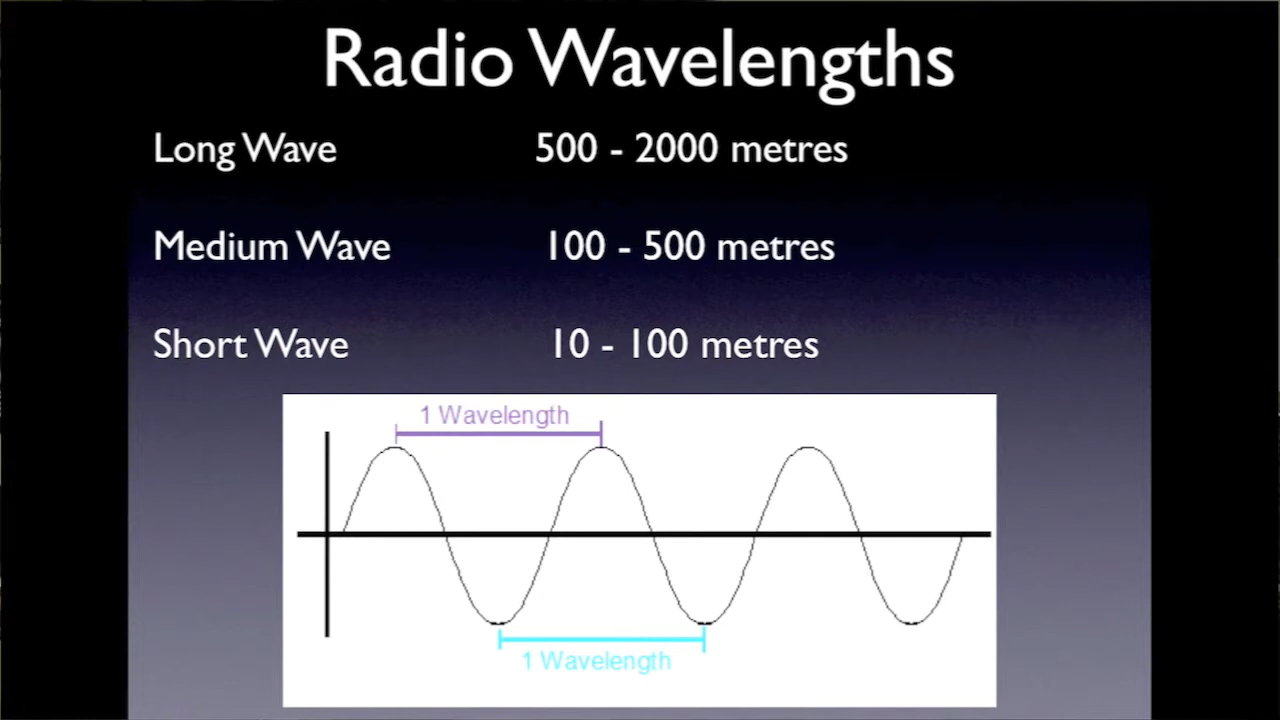 Radio Wavelengths
Long Wave 500 - 2000 metres
Medium Wave 100 - 500 metres
Short Wave 10 - 100 metres
1 Wavelength
1 Wavelength